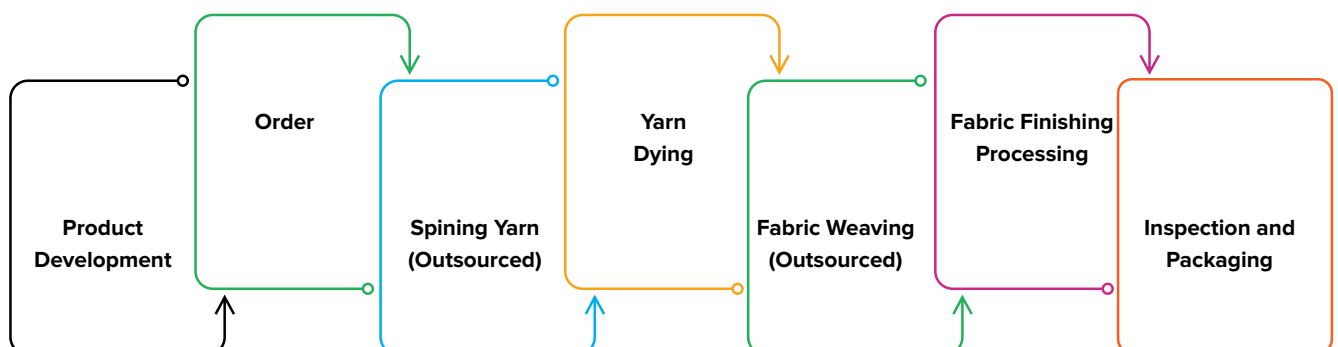 Product
Development
Order
Spining Yarn
(Outsourced)
Yarn
Dying
Fabric Weaving
(Outsourced)
Fabric Finishing
Processing
Inspection and
Packaging